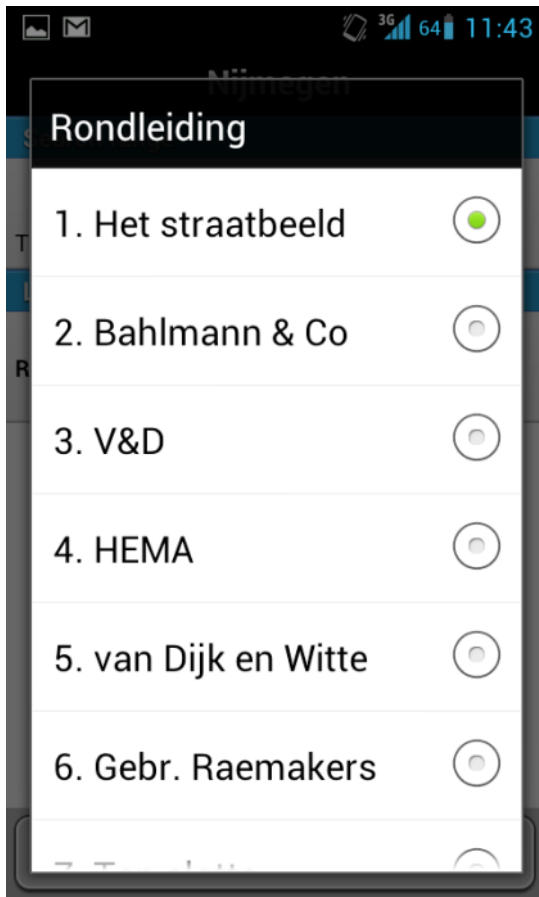 3G 64 11:43
Nijmegen
Rondleiding
1. Het straatbeeld
2. Bahlmann & Co
3. V&D
4. HEMA
5. van Dijk en Witte
6. Gebr. Raemakers